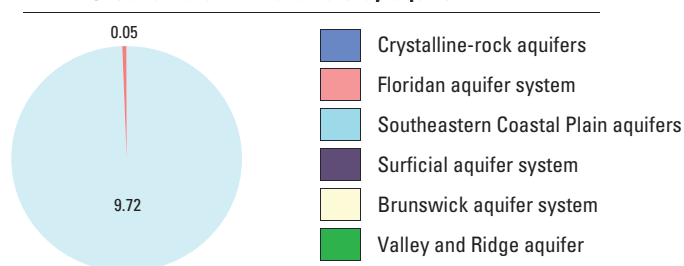 0.05
9.72
Crystalline-rock aquifers
Floridan aquifer system
Southeastern Coastal Plain aquifers
Surficial aquifer system
Brunswick aquifer system
Valley and Ridge aquifer